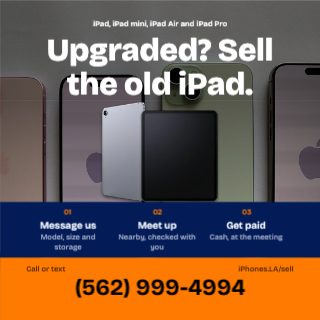 iPad, iPad mini, iPad Air and iPad Pro
Upgraded? Sell
the old iPad.
01
Message us
Model, size and
storage
02
Meet up
Nearby, checked with
you
03
Get paid
Cash, at the meeting
Call or text
iPhones.LA/sell
(562) 999-4994